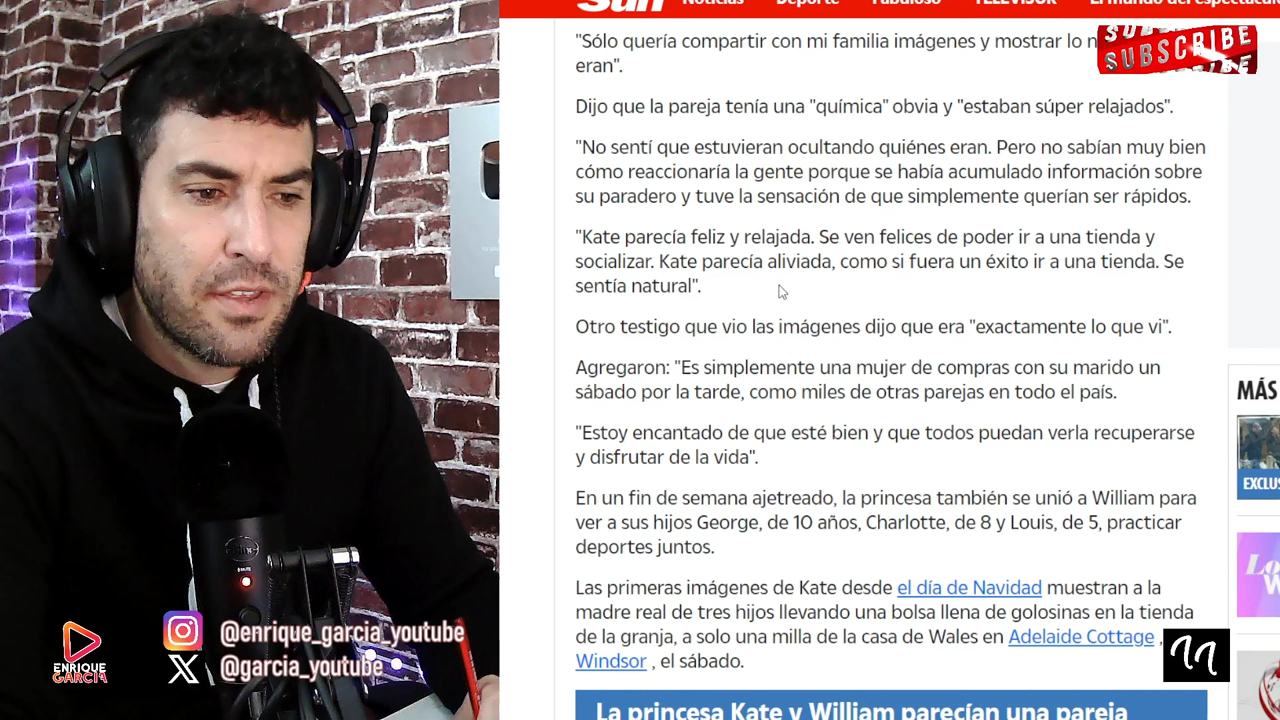 Sun
Noticias Deporte Fabuloso TELEVISOR El mundo del espectáculo
SUBSCRIBE
"Sólo quería compartir con mi familia imágenes y mostrar lo
eran".
Dijo que la pareja tenía una "química" obvia y "estaban súper relajados".
"No sentí que estuvieran ocultando quiénes eran. Pero no sabían muy bien
cómo reaccionaría la gente porque se había acumulado información sobre
su paradero y tuve la sensación de que simplemente querían ser rápidos.
"Kate parecía feliz y relajada. Se ven felices de poder ir a una tienda y
socializar. Kate parecía aliviada, como si fuera un éxito ir a una tienda. Se
sentía natural".
Otro testigo que vio las imágenes dijo que era "exactamente lo que vi".
Agregaron: "Es simplemente una mujer de compras con su marido un
sábado por la tarde, como miles de otras parejas en todo el país.
"Estoy encantado de que esté bien y que todos puedan verla recuperarse
y disfrutar de la vida".
En un fin de semana ajetreado, la princesa también se unió a William para
ver a sus hijos George, de 10 años, Charlotte, de 8 y Louis, de 5, practicar
deportes juntos.
Las primeras imágenes de Kate desde el día de Navidad muestran a la
madre real de tres hijos llevando una bolsa llena de golosinas en la tienda
de la granja, a solo una milla de la casa de Wales en Adelaide Cottage ,
Windsor , el sábado.
La princesa Kate y William parecían una pareja
MÁS
EXCLUS
ENRIQUE
GARCIA
@enrique_garcia_youtube
@garcia_youtube